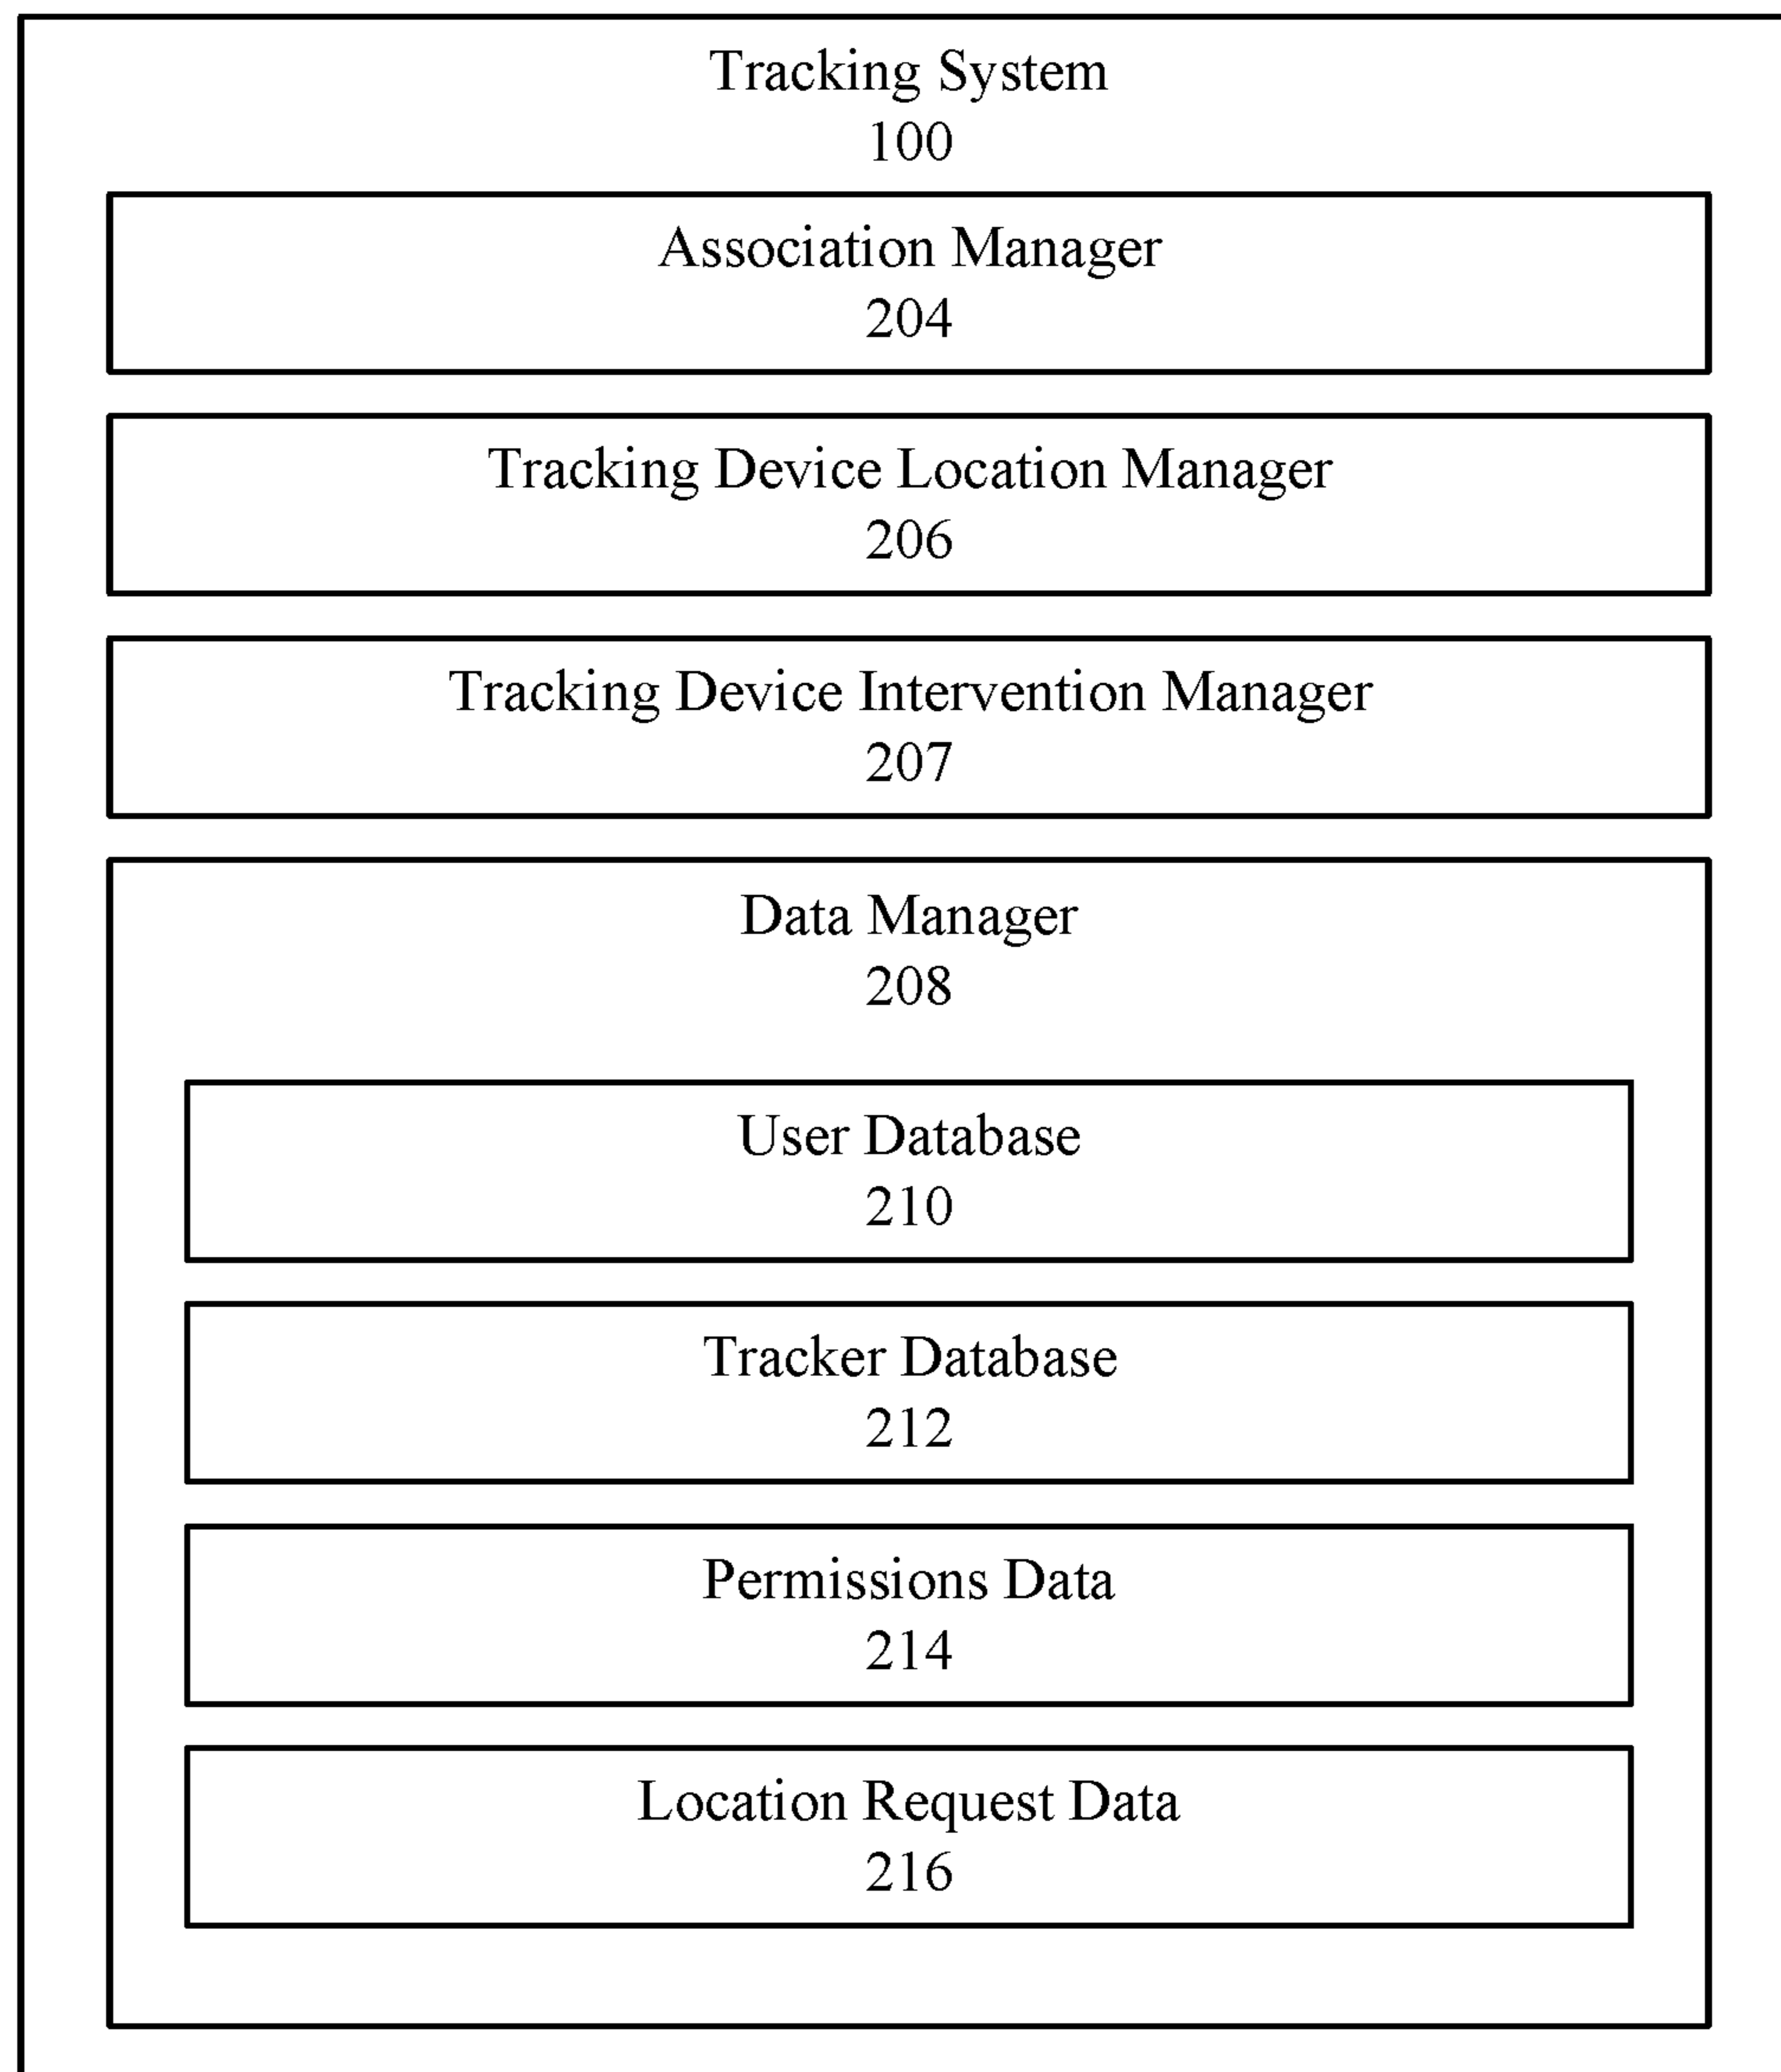 Tracking System
100
Association Manager
204
Tracking Device Location Manager
206
Tracking Device Intervention Manager
207
Data Manager
208
User Database
210
Tracker Database
212
Permissions Data
214
Location Request Data
216